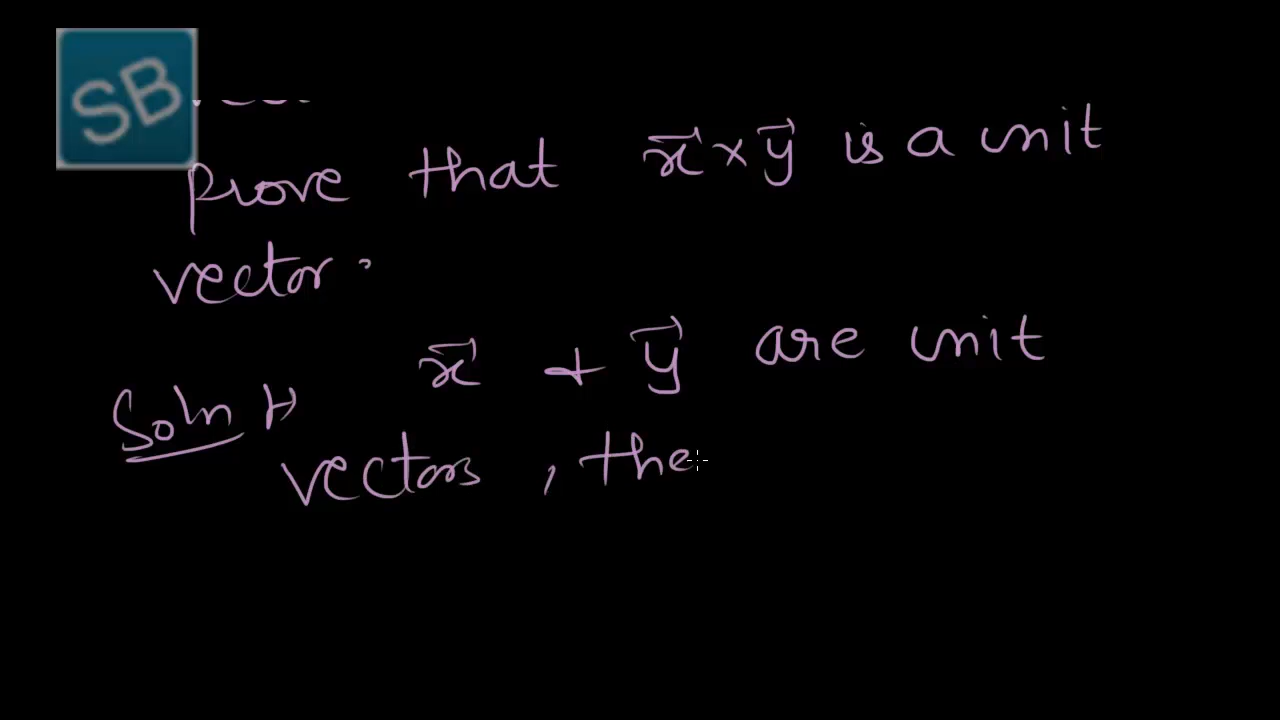 SB
Prove that x⃗ × y⃗ is a unit
vector.
Soln :-) x⃗ + y⃗ are unit
vectors, the